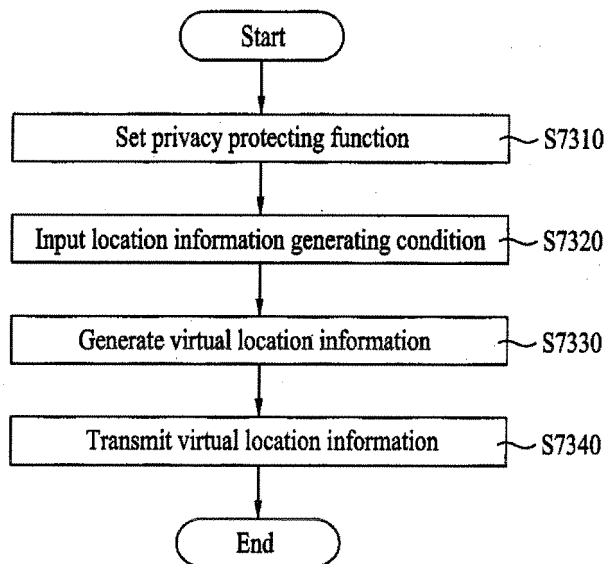 Start
Set privacy protecting function
S7310
Input location information generating condition
S7320
Generate virtual location information
S7330
Transmit virtual location information
S7340
End